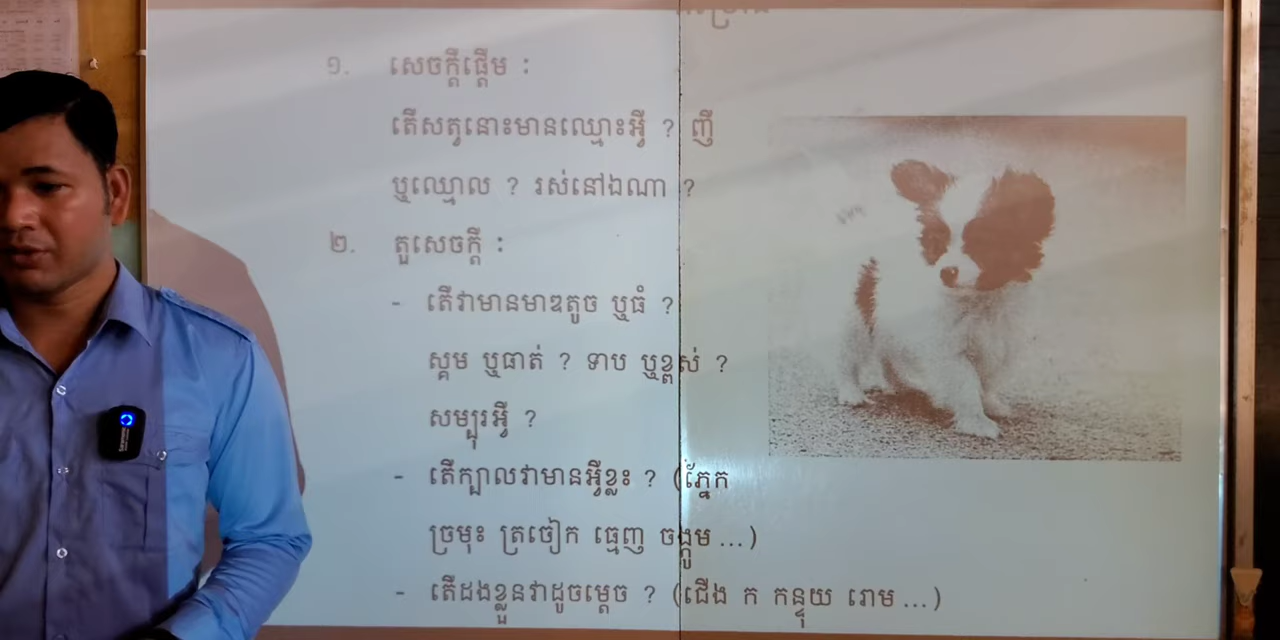 ១. សេចក្ដីផ្ដើម ៖
តើសត្វនោះមានឈ្មោះអ្វី ? ញី
ឬឈ្មោល ? រស់នៅឯណា ?
២. តួសេចក្ដី ៖
- តើវាមានមាឌតូច ឬធំ ?
ស្គម ឬធាត់ ? ទាប ឬខ្ពស់ ?
សម្បុរអ្វី ?
- តើក្បាលវាមានអ្វីខ្លះ ? (ភ្នែក
ច្រមុះ ត្រចៀក ធ្មេញ ចង្កូម ...)
- តើដងខ្លួនវាដូចម្ដេច ? (ជើង ក កន្ទុយ រោម ...)